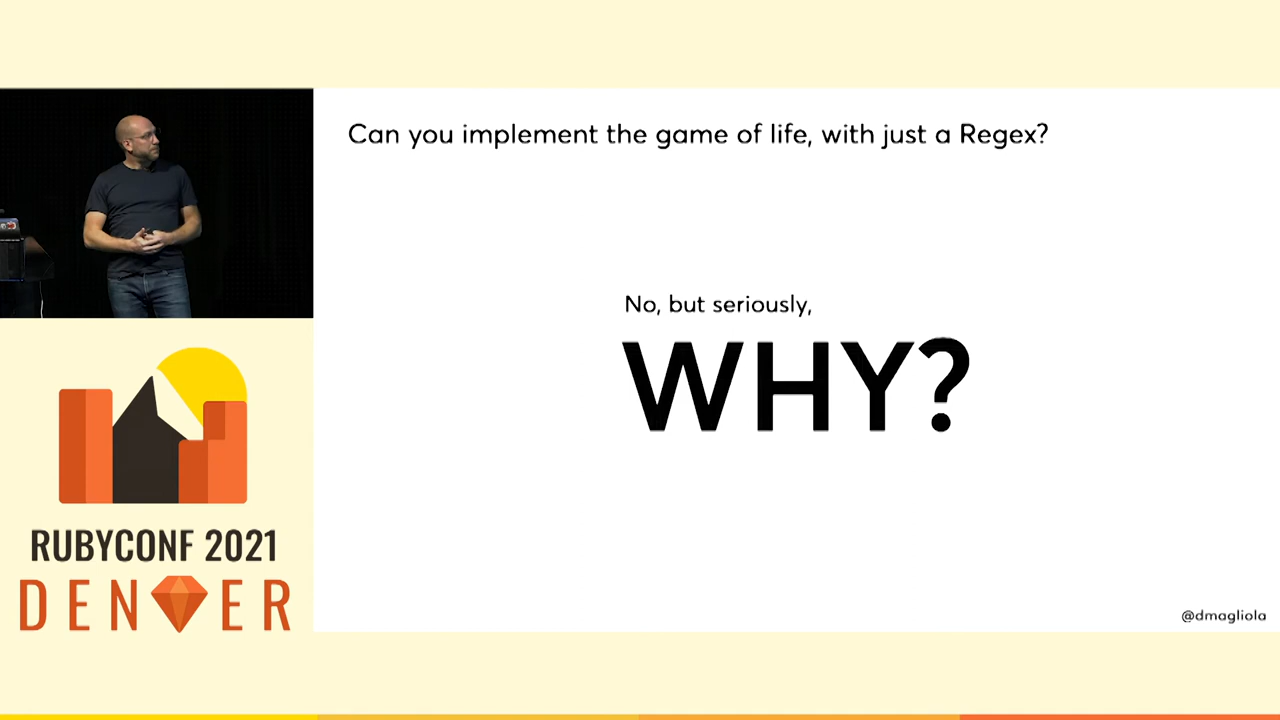 Can you implement the game of life, with just a Regex?
No, but seriously,
WHY?
RUBYCONF 2021
DENVER
@dmagliola